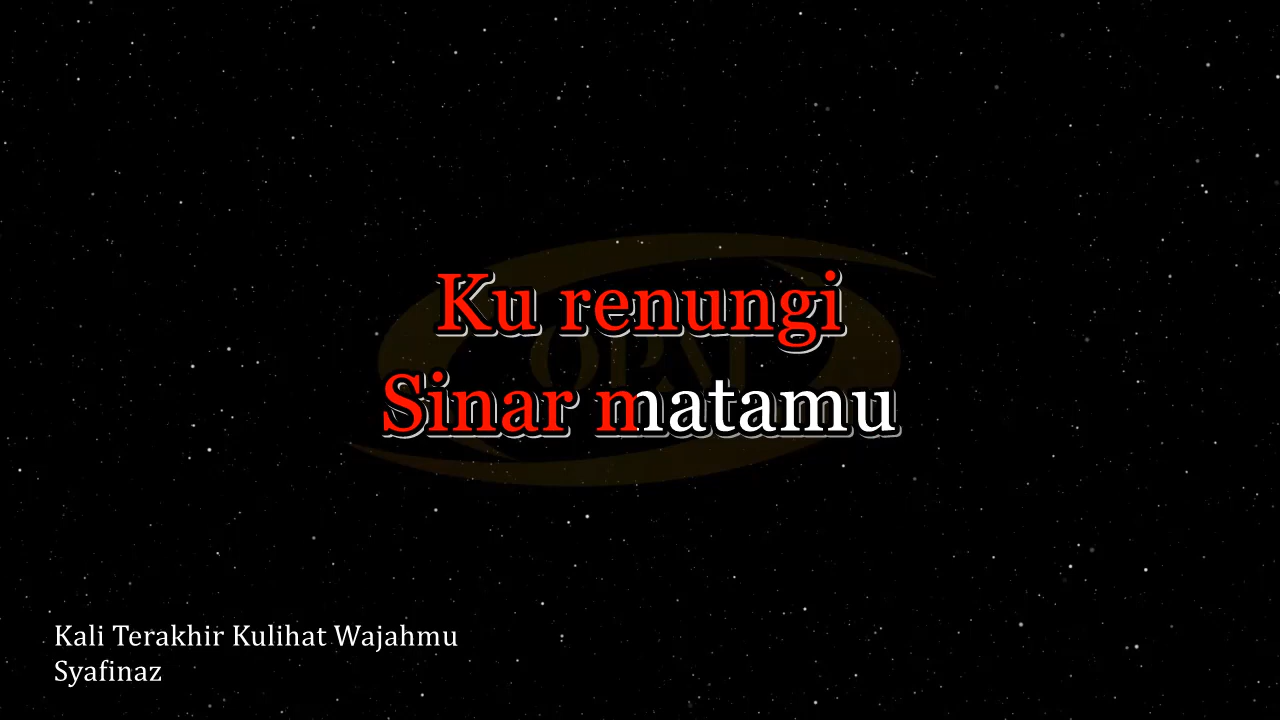 Ku renungi
Sinar matamu
Kali Terakhir Kulihat Wajahmu
Syafinaz